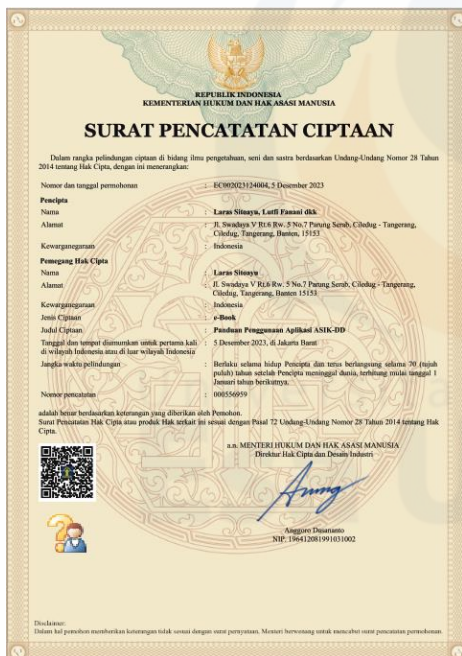 REPUBLIK INDONESIA
KEMENTERIAN HUKUM DAN HAK ASASI MANUSIA
SURAT PENCATATAN CIPTAAN
Dalam rangka pelindungan ciptaan di bidang ilmu pengetahuan, seni dan sastra berdasarkan Undang-Undang Nomor 28 Tahun
2014 tentang Hak Cipta, dengan ini menerangkan:
Nomor dan tanggal permohonan : EC002023124004, 5 Desember 2023
Pencipta
Nama : Laras Sitoayu, Lutfi Fanani dkk
Alamat : Jl. Swadaya V Rt.6 Rw. 5 No.7 Parung Serab, Ciledug - Tangerang,
Ciledug, Tangerang, Banten, 15153
Kewarganegaraan : Indonesia
Pemegang Hak Cipta
Nama : Laras Sitoayu
Alamat : Jl. Swadaya V Rt.6 Rw. 5 No.7 Parung Serab, Ciledug - Tangerang,
Ciledug, Tangerang, Banten 15153
Kewarganegaraan : Indonesia
Jenis Ciptaan : e-Book
Judul Ciptaan : Panduan Penggunaan Aplikasi ASIK-DD
Tanggal dan tempat diumumkan untuk pertama kali : 5 Desember 2023, di Jakarta Barat
di wilayah Indonesia atau di luar wilayah Indonesia
Jangka waktu pelindungan : Berlaku selama hidup Pencipta dan terus berlangsung selama 70 (tujuh
puluh) tahun setelah Pencipta meninggal dunia, terhitung mulai tanggal 1
Januari tahun berikutnya.
Nomor pencatatan : 000556959
adalah benar berdasarkan keterangan yang diberikan oleh Pemohon.
Surat Pencatatan Hak Cipta atau produk Hak terkait ini sesuai dengan Pasal 72 Undang-Undang Nomor 28 Tahun 2014 tentang Hak
Cipta.
a.n. MENTERI HUKUM DAN HAK ASASI MANUSIA
Direktur Hak Cipta dan Desain Industri
Anggoro Dasananto
NIP. 196412081991031002
Disclaimer:
Dalam hal pemohon memberikan keterangan tidak sesuai dengan surat pernyataan, Menteri berwenang untuk mencabut surat pencatatan permohonan.